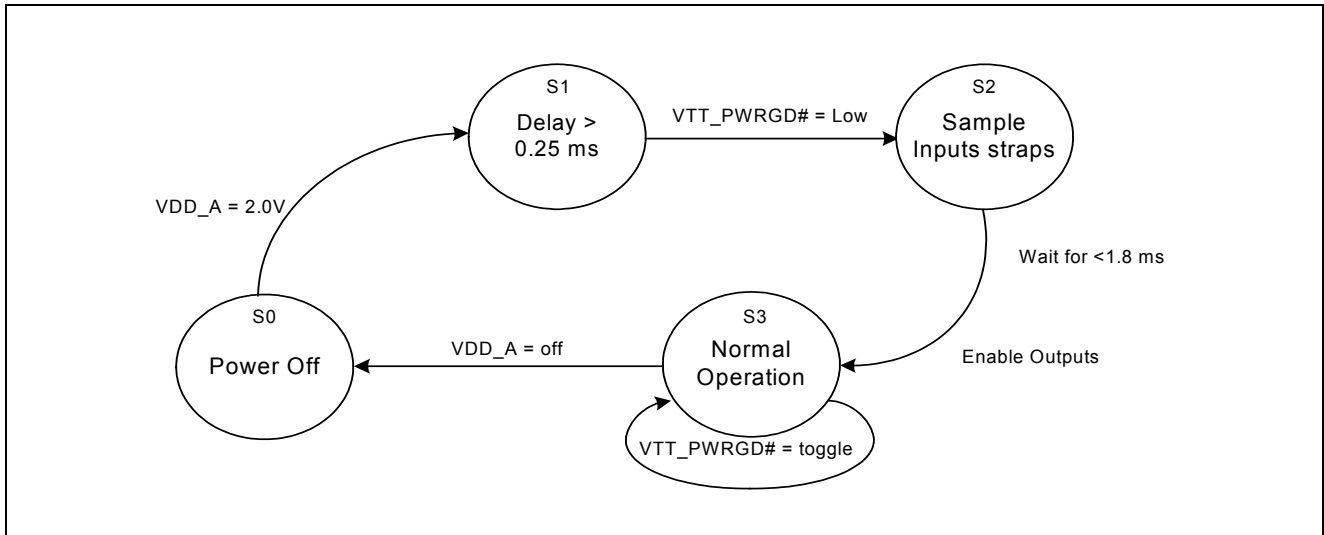 S1
Delay >
0.25 ms
VTT_PWRGD# = Low
S2
Sample
Inputs straps
VDD_A = 2.0V
Wait for <1.8 ms
S0
Power Off
VDD_A = off
S3
Normal
Operation
Enable Outputs
VTT_PWRGD# = toggle